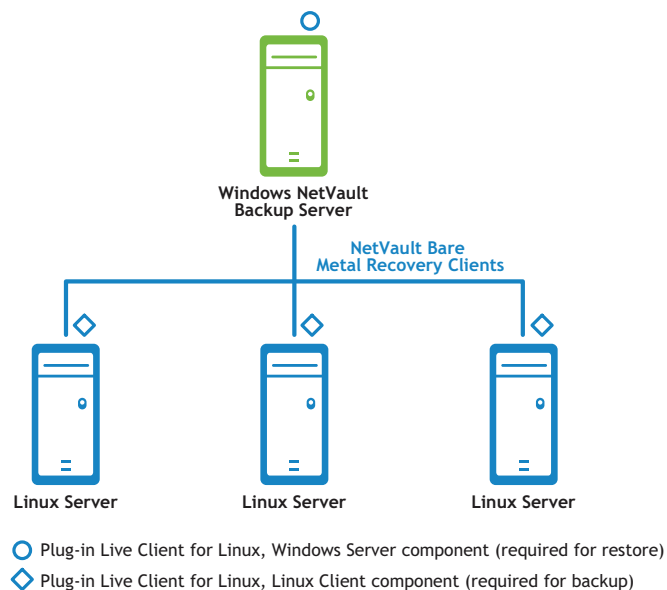 Windows NetVault
Backup Server
NetVault Bare
Metal Recovery Clients
Linux Server
Linux Server
Linux Server
Plug-in Live Client for Linux, Windows Server component (required for restore)
Plug-in Live Client for Linux, Linux Client component (required for backup)